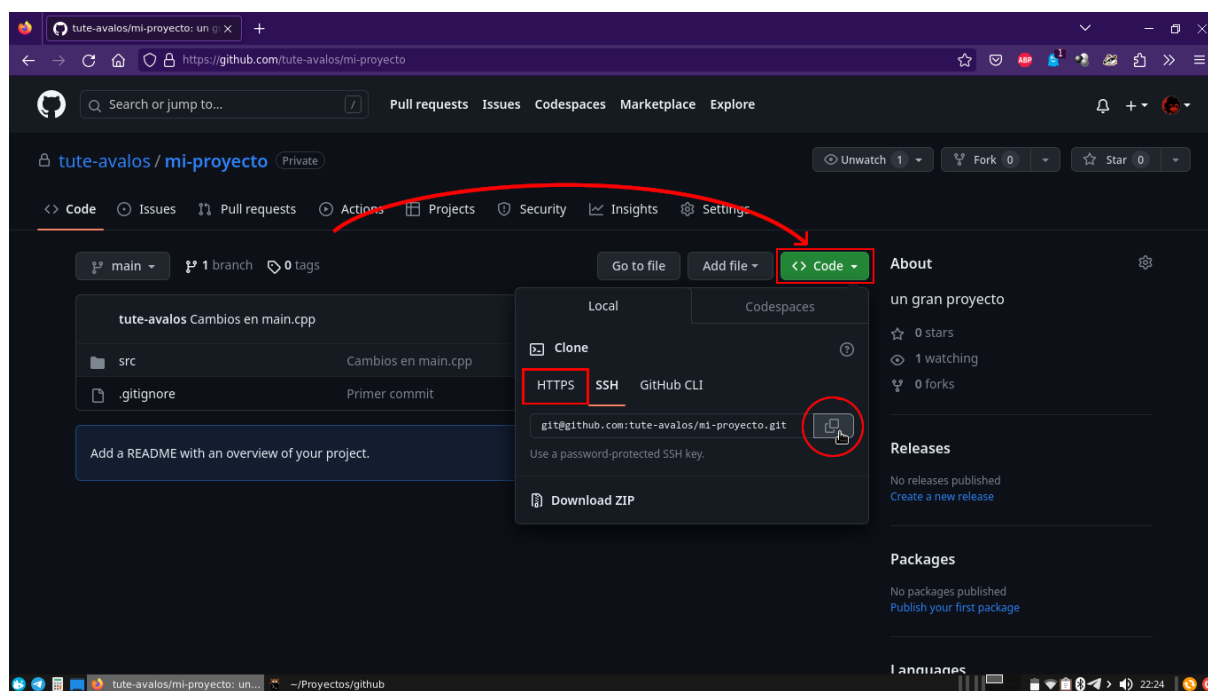 tute-avalos/mi-proyecto: un g
https://github.com/tute-avalos/mi-proyecto
ABP
1
Search or jump to...
/
Pull requests Issues Codespaces Marketplace Explore
tute-avalos / mi-proyecto Private
Unwatch 1
Fork 0
Star 0
Code
Issues
Pull requests
Actions
Projects
Security
Insights
Settings
main
1 branch
0 tags
Go to file
Add file
Code
tute-avalos Cambios en main.cpp
src
Cambios en main.cpp
.gitignore
Primer commit
Add a README with an overview of your project.
Local
Codespaces
Clone
HTTPS
SSH
GitHub CLI
git@github.com:tute-avalos/mi-proyecto.git
Use a password-protected SSH key.
Download ZIP
About
un gran proyecto
0 stars
1 watching
0 forks
Releases
No releases published
Create a new release
Packages
No packages published
Publish your first package
Languages
tute-avalos/mi-proyecto: un...
~/Proyectos/github
22:24